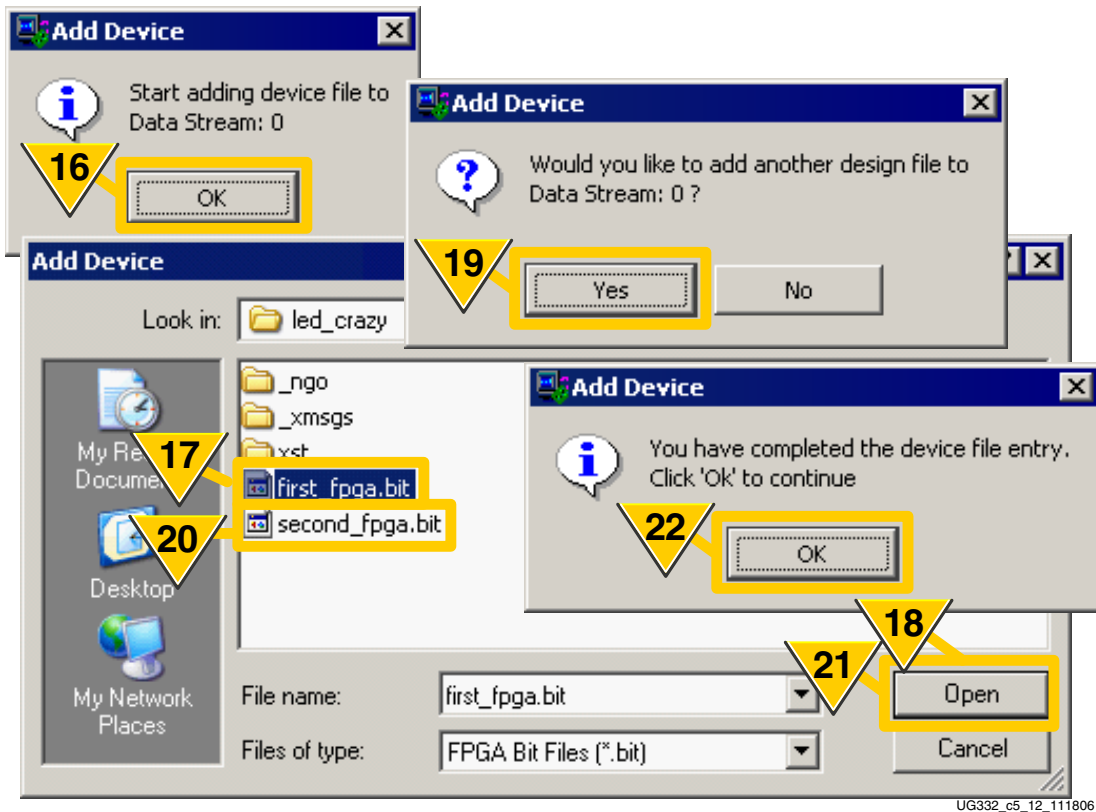 Add Device
Start adding device file to
Data Stream: 0
16
OK
Add Device
Would you like to add another design file to
Data Stream: 0 ?
19
Yes
No
Add Device
Look in:
led_crazy
_ngo
_xmsgs
xst
first_fpga.bit
second_fpga.bit
17
20
My Re
Docume
Desktop
My Network
Places
Add Device
You have completed the device file entry.
Click 'Ok' to continue
22
OK
18
21
File name:
first_fpga.bit
Open
Files of type:
FPGA Bit Files (*.bit)
Cancel
UG332_c5_12_111806